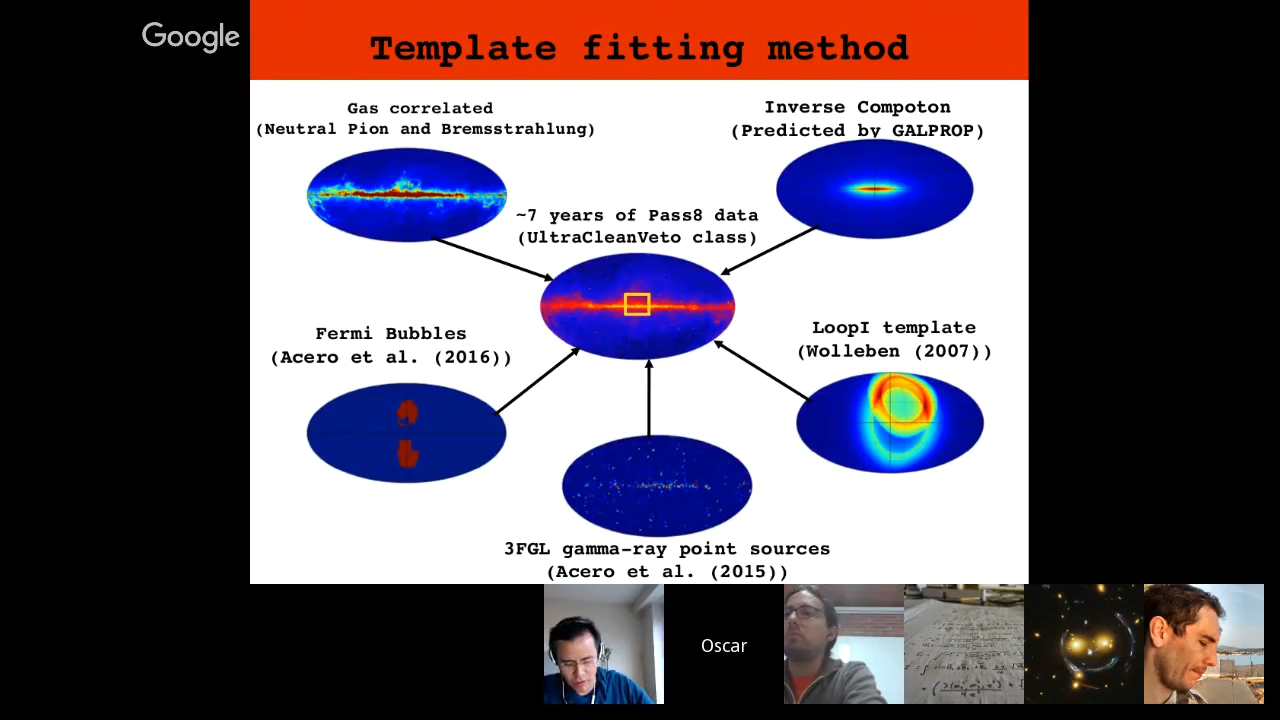 Google
Template fitting method
Gas correlated
(Neutral Pion and Bremsstrahlung)
Inverse Compoton
(Predicted by GALPROP)
~7 years of Pass8 data
(UltraCleanVeto class)
Fermi Bubbles
(Acero et al. (2016))
LoopI template
(Wolleben (2007))
3FGL gamma-ray point sources
(Acero et al. (2015))
Oscar